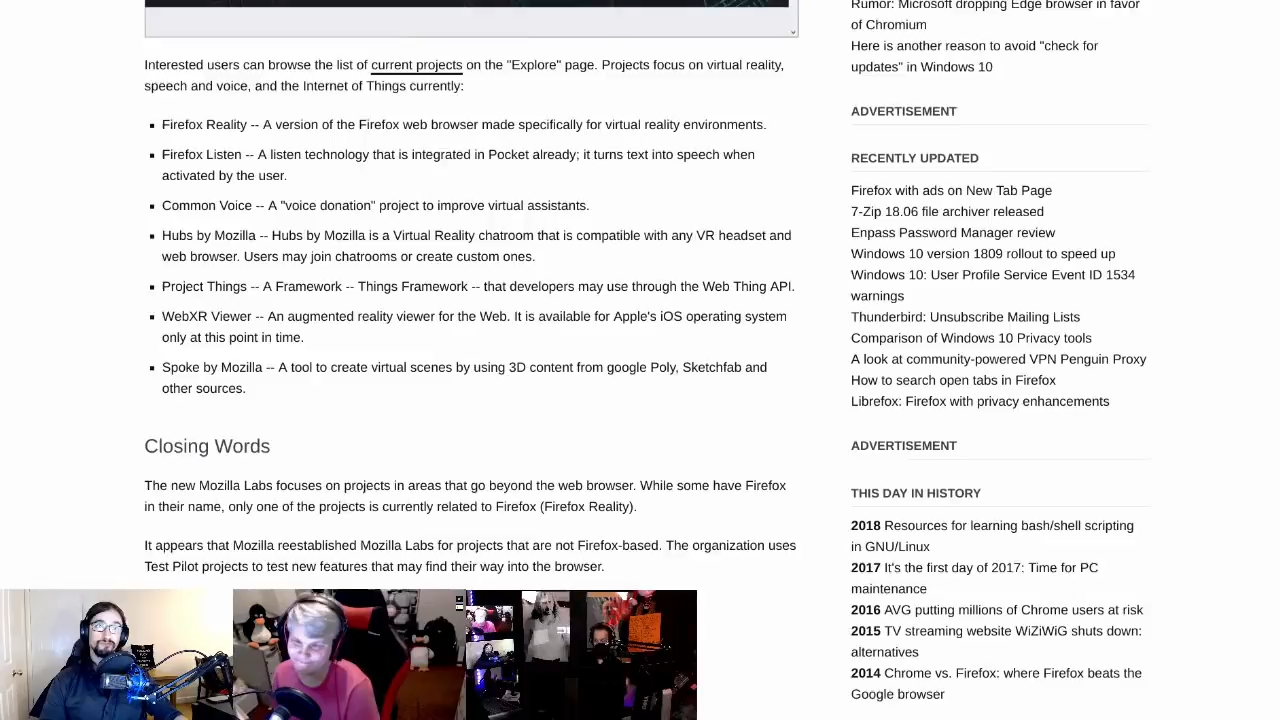 Interested users can browse the list of current projects on the "Explore" page. Projects focus on virtual reality,
speech and voice, and the Internet of Things currently:
Firefox Reality -- A version of the Firefox web browser made specifically for virtual reality environments.
Firefox Listen -- A listen technology that is integrated in Pocket already; it turns text into speech when
activated by the user.
Common Voice -- A "voice donation" project to improve virtual assistants.
Hubs by Mozilla -- Hubs by Mozilla is a Virtual Reality chatroom that is compatible with any VR headset and
web browser. Users may join chatrooms or create custom ones.
Project Things -- A Framework -- Things Framework -- that developers may use through the Web Thing API.
WebXR Viewer -- An augmented reality viewer for the Web. It is available for Apple's iOS operating system
only at this point in time.
Spoke by Mozilla -- A tool to create virtual scenes by using 3D content from google Poly, Sketchfab and
other sources.
Closing Words
The new Mozilla Labs focuses on projects in areas that go beyond the web browser. While some have Firefox
in their name, only one of the projects is currently related to Firefox (Firefox Reality).
It appears that Mozilla reestablished Mozilla Labs for projects that are not Firefox-based. The organization uses
Test Pilot projects to test new features that may find their way into the browser.
Rumor: Microsoft dropping Edge browser in favor
of Chromium
Here is another reason to avoid "check for
updates" in Windows 10
ADVERTISEMENT
RECENTLY UPDATED
Firefox with ads on New Tab Page
7-Zip 18.06 file archiver released
Enpass Password Manager review
Windows 10 version 1809 rollout to speed up
Windows 10: User Profile Service Event ID 1534
warnings
Thunderbird: Unsubscribe Mailing Lists
Comparison of Windows 10 Privacy tools
A look at community-powered VPN Penguin Proxy
How to search open tabs in Firefox
Librefox: Firefox with privacy enhancements
ADVERTISEMENT
THIS DAY IN HISTORY
2018 Resources for learning bash/shell scripting
in GNU/Linux
2017 It's the first day of 2017: Time for PC
maintenance
2016 AVG putting millions of Chrome users at risk
2015 TV streaming website WiZiWiG shuts down:
alternatives
2014 Chrome vs. Firefox: where Firefox beats the
Google browser